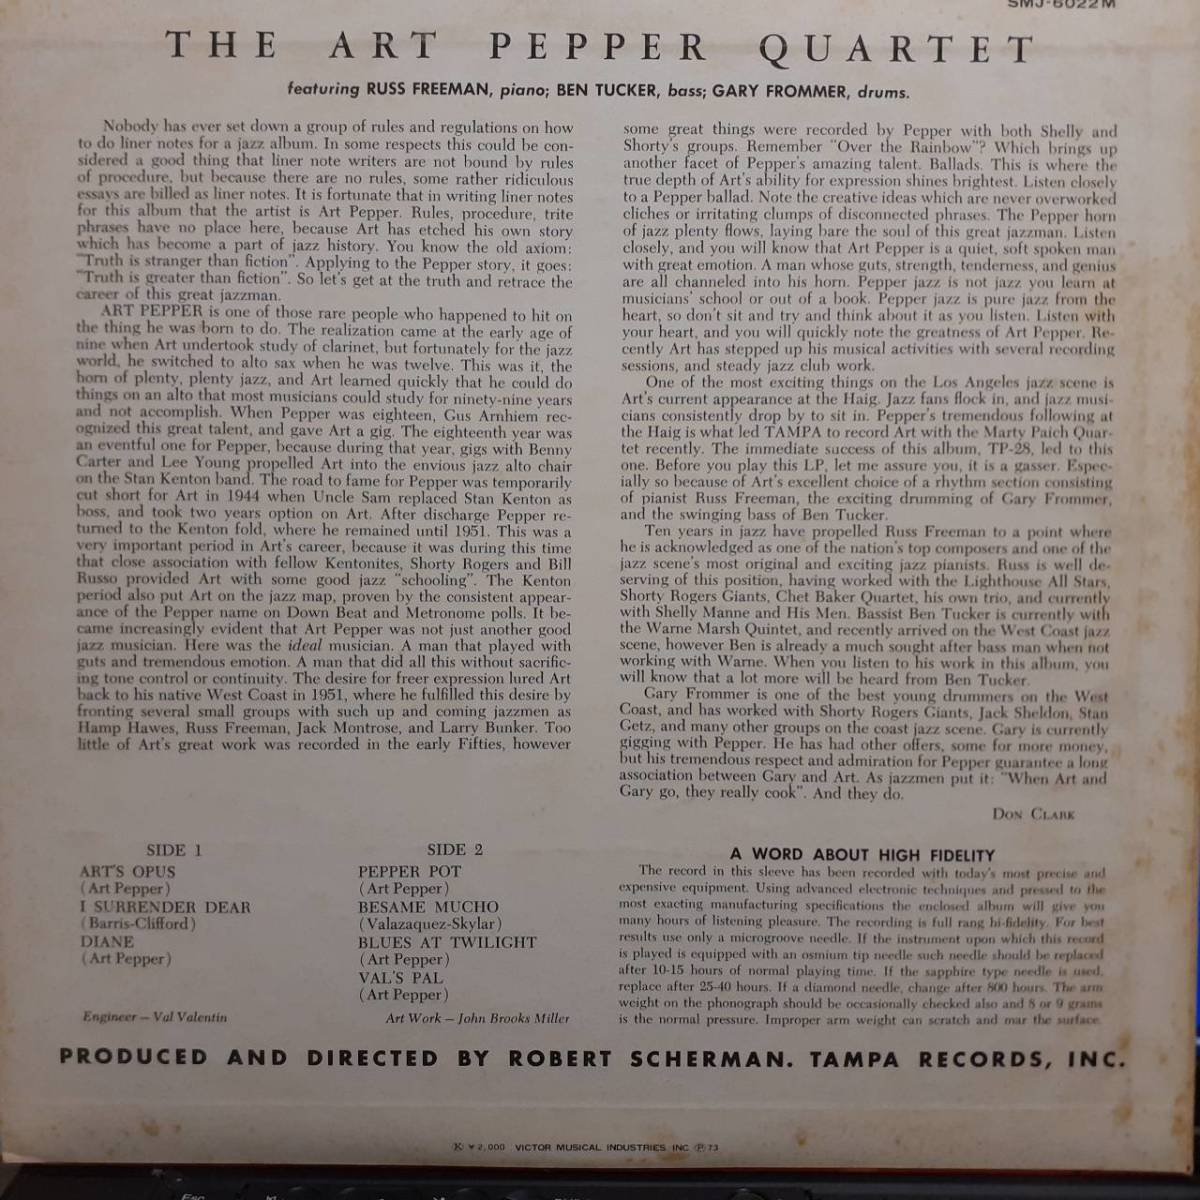 SMJ-6022M
THE ART PEPPER QUARTET
featuring RUSS FREEMAN, piano; BEN TUCKER, bass; GARY FROMMER, drums.
Nobody has ever set down a group of rules and regulations on how
to do liner notes for a jazz album. In some respects this could be con-
sidered a good thing that liner note writers are not bound by rules
of procedure, but because there are no rules, some rather ridiculous
essays are billed as liner notes. It is fortunate that in writing liner notes
for this album that the artist is Art Pepper. Rules, procedure, trite
phrases have no place here, because Art has etched his own story
which has become a part of jazz history. You know the old axiom:
"Truth is stranger than fiction". Applying to the Pepper story, it goes:
"Truth is greater than fiction". So let's get at the truth and retrace the
career of this great jazzman.
ART PEPPER is one of those rare people who happened to hit on
the thing he was born to do. The realization came at the early age of
nine when Art undertook study of clarinet, but fortunately for the jazz
world, he switched to alto sax when he was twelve. This was it, the
horn of plenty, plenty jazz, and Art learned quickly that he could do
things on an alto that most musicians could study for ninety-nine years
and not accomplish. When Pepper was eighteen, Gus Arnhiem rec-
ognized this great talent, and gave Art a gig. The eighteenth year was
an eventful one for Pepper, because during that year, gigs with Benny
Carter and Lee Young propelled Art into the envious jazz alto chair
on the Stan Kenton band. The road to fame for Pepper was temporarily
cut short for Art in 1944 when Uncle Sam replaced Stan Kenton as
boss, and took two years option on Art. After discharge Pepper re-
turned to the Kenton fold, where he remained until 1951. This was a
very important period in Art's career, because it was during this time
that close association with fellow Kentonites, Shorty Rogers and Bill
Russo provided Art with some good jazz "schooling". The Kenton
period also put Art on the jazz map, proven by the consistent appear-
ance of the Pepper name on Down Beat and Metronome polls. It be-
came increasingly evident that Art Pepper was not just another good
jazz musician. Here was the ideal musician. A man that played with
guts and tremendous emotion. A man that did all this without sacrific-
ing tone control or continuity. The desire for freer expression lured Art
back to his native West Coast in 1951, where he fulfilled this desire by
fronting several small groups with such up and coming jazzmen as
Hamp Hawes, Russ Freeman, Jack Montrose, and Larry Bunker. Too
little of Art's great work was recorded in the early Fifties, however
some great things were recorded by Pepper with both Shelly and
Shorty's groups. Remember "Over the Rainbow"? Which brings up
another facet of Pepper's amazing talent. Ballads. This is where the
true depth of Art's ability for expression shines brightest. Listen closely
to a Pepper ballad. Note the creative ideas which are never overworked
cliches or irritating clumps of disconnected phrases. The Pepper horn
of jazz plenty flows, laying bare the soul of this great jazzman. Listen
closely, and you will know that Art Pepper is a quiet, soft spoken man
with great emotion. A man whose guts, strength, tenderness, and genius
are all channeled into his horn. Pepper jazz is not jazz you learn at
musicians' school or out of a book. Pepper jazz is pure jazz from the
heart, so don't sit and try and think about it as you listen. Listen with
your heart, and you will quickly note the greatness of Art Pepper. Re-
cently Art has stepped up his musical activities with several recording
sessions, and steady jazz club work.
One of the most exciting things on the Los Angeles jazz scene is
Art's current appearance at the Haig. Jazz fans flock in, and jazz musi-
cians consistently drop by to sit in. Pepper's tremendous following at
the Haig is what led TAMPA to record Art with the Marty Paich Quar-
tet recently. The immediate success of this album, TP-28, led to this
one. Before you play this LP, let me assure you, it is a gasser. Espec-
ially so because of Art's excellent choice of a rhythm section consisting
of pianist Russ Freeman, the exciting drumming of Gary Frommer,
and the swinging bass of Ben Tucker.
Ten years in jazz have propelled Russ Freeman to a point where
he is acknowledged as one of the nation's top composers and one of the
jazz scene's most original and exciting jazz pianists. Russ is well de-
serving of this position, having worked with the Lighthouse All Stars,
Shorty Rogers Giants, Chet Baker Quartet, his own trio, and currently
with Shelly Manne and His Men. Bassist Ben Tucker is currently with
the Warne Marsh Quintet, and recently arrived on the West Coast jazz
scene, however Ben is already a much sought after bass man when not
working with Warne. When you listen to his work in this album, you
will know that a lot more will be heard from Ben Tucker.
Gary Frommer is one of the best young drummers on the West
Coast, and has worked with Shorty Rogers Giants, Jack Sheldon, Stan
Getz, and many other groups on the coast jazz scene. Gary is currently
gigging with Pepper. He has had other offers, some for more money,
but his tremendous respect and admiration for Pepper guarantee a long
association between Gary and Art. As jazzmen put it: "When Art and
Gary go, they really cook". And they do.
DON CLARK
SIDE 1
ART'S OPUS
(Art Pepper)
I SURRENDER DEAR
(Barris-Clifford)
DIANE
(Art Pepper)
Engineer – Val Valentin
SIDE 2
PEPPER POT
(Art Pepper)
BESAME MUCHO
(Valazaquez-Skylar)
BLUES AT TWILIGHT
(Art Pepper)
VAL'S PAL
(Art Pepper)
Art Work – John Brooks Miller
A WORD ABOUT HIGH FIDELITY
The record in this sleeve has been recorded with today's most precise and
expensive equipment. Using advanced electronic techniques and pressed to the
most exacting manufacturing specifications the enclosed album will give you
many hours of listening pleasure. The recording is full rang hi-fidelity. For best
results use only a microgroove needle. If the instrument upon which this record
is played is equipped with an osmium tip needle such needle should be replaced
after 10-15 hours of normal playing time. If the sapphire type needle is used,
replace after 25-40 hours. If a diamond needle, change after 800 hours. The arm
weight on the phonograph should be occasionally checked also and 8 or 9 grams
is the normal pressure. Improper arm weight can scratch and mar the surface.
PRODUCED AND DIRECTED BY ROBERT SCHERMAN. TAMPA RECORDS, INC.
K ¥2,000 VICTOR MUSICAL INDUSTRIES, INC ℗ 73
Esc